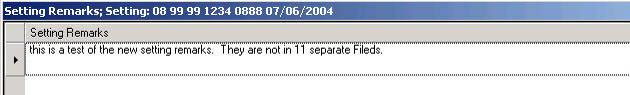 Setting Remarks; Setting: 08 99 99 1234 0888 07/06/2004
Setting Remarks
this is a test of the new setting remarks.  They are not in 11 separate Fileds.